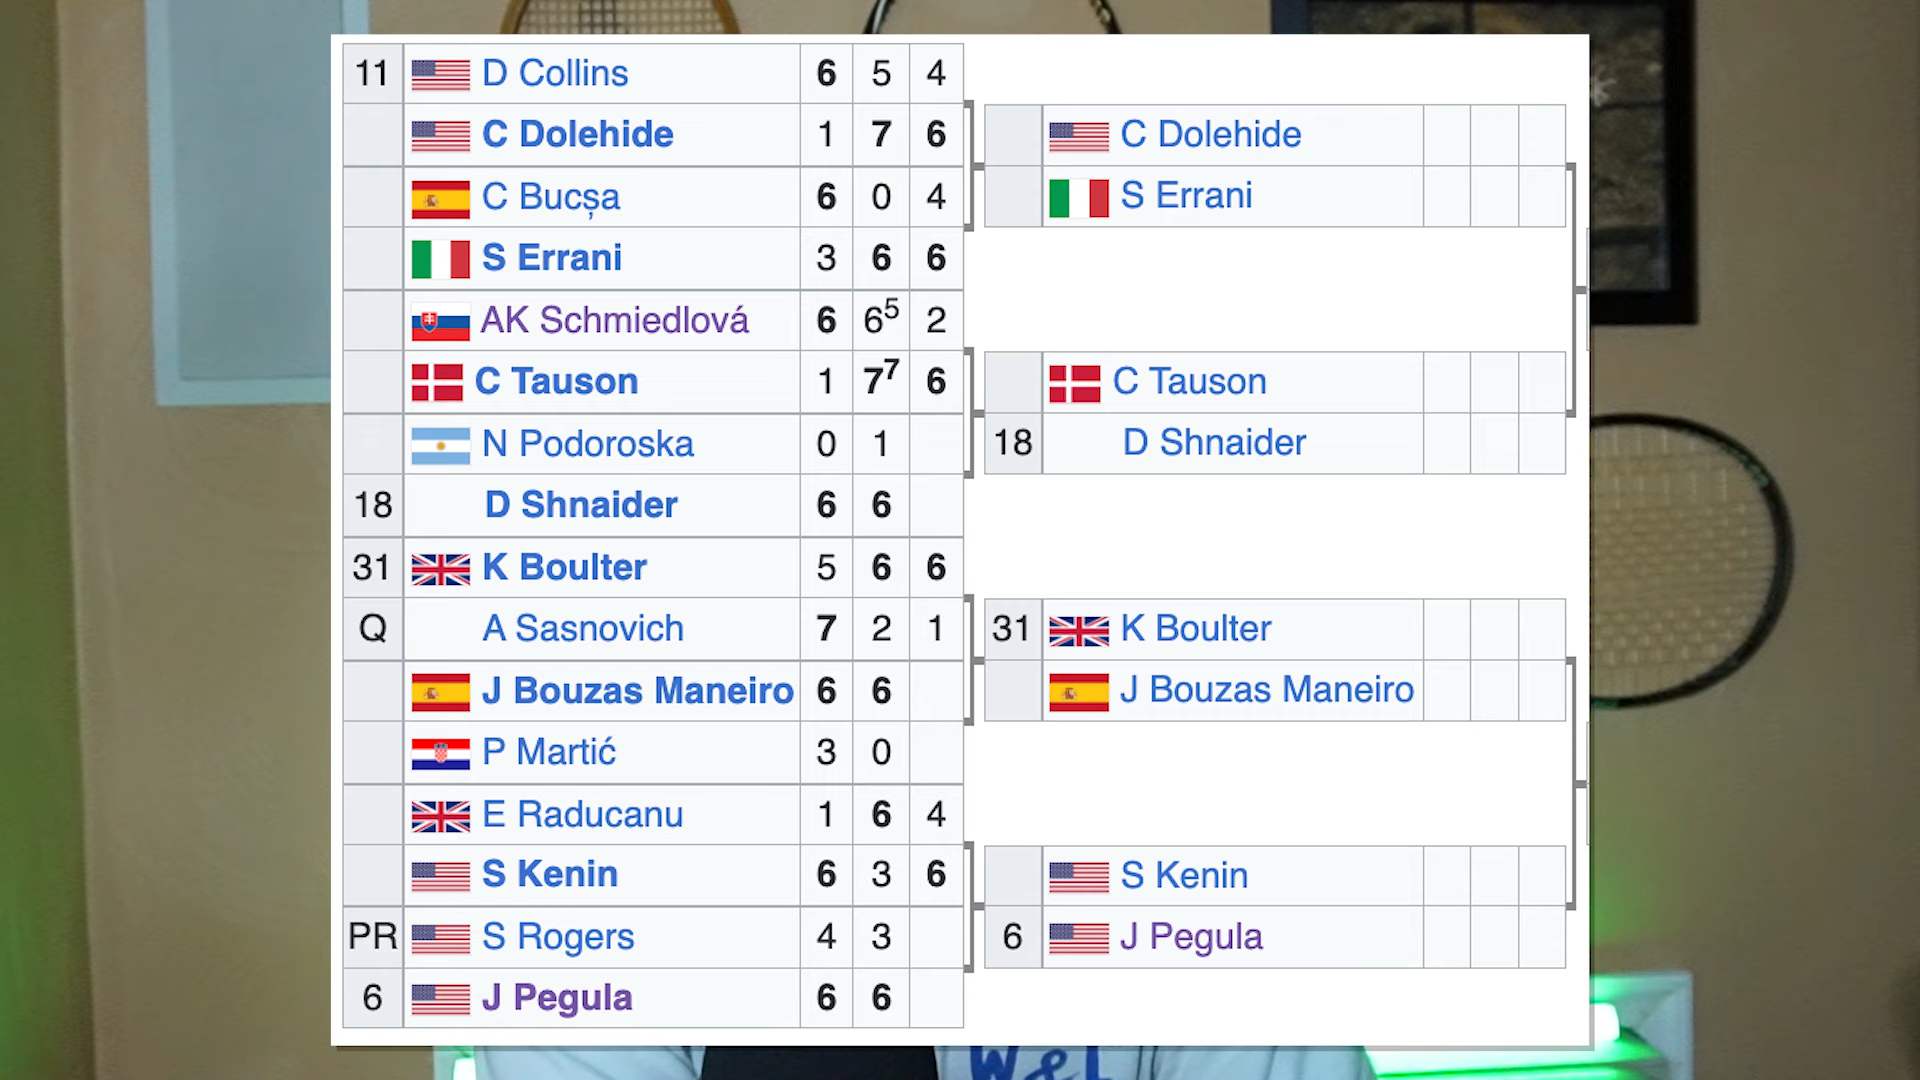 11 D Collins 6 5 4
C Dolehide 1 7 6
C Bucșa 6 0 4
S Errani 3 6 6
AK Schmiedlová 6 6⁵ 2
C Tauson 1 7⁷ 6
N Podoroska 0 1
18 D Shnaider 6 6
31 K Boulter 5 6 6
Q A Sasnovich 7 2 1
J Bouzas Maneiro 6 6
P Martić 3 0
E Raducanu 1 6 4
S Kenin 6 3 6
PR S Rogers 4 3
6 J Pegula 6 6
C Dolehide
S Errani
C Tauson
18 D Shnaider
31 K Boulter
J Bouzas Maneiro
S Kenin
6 J Pegula
W & L